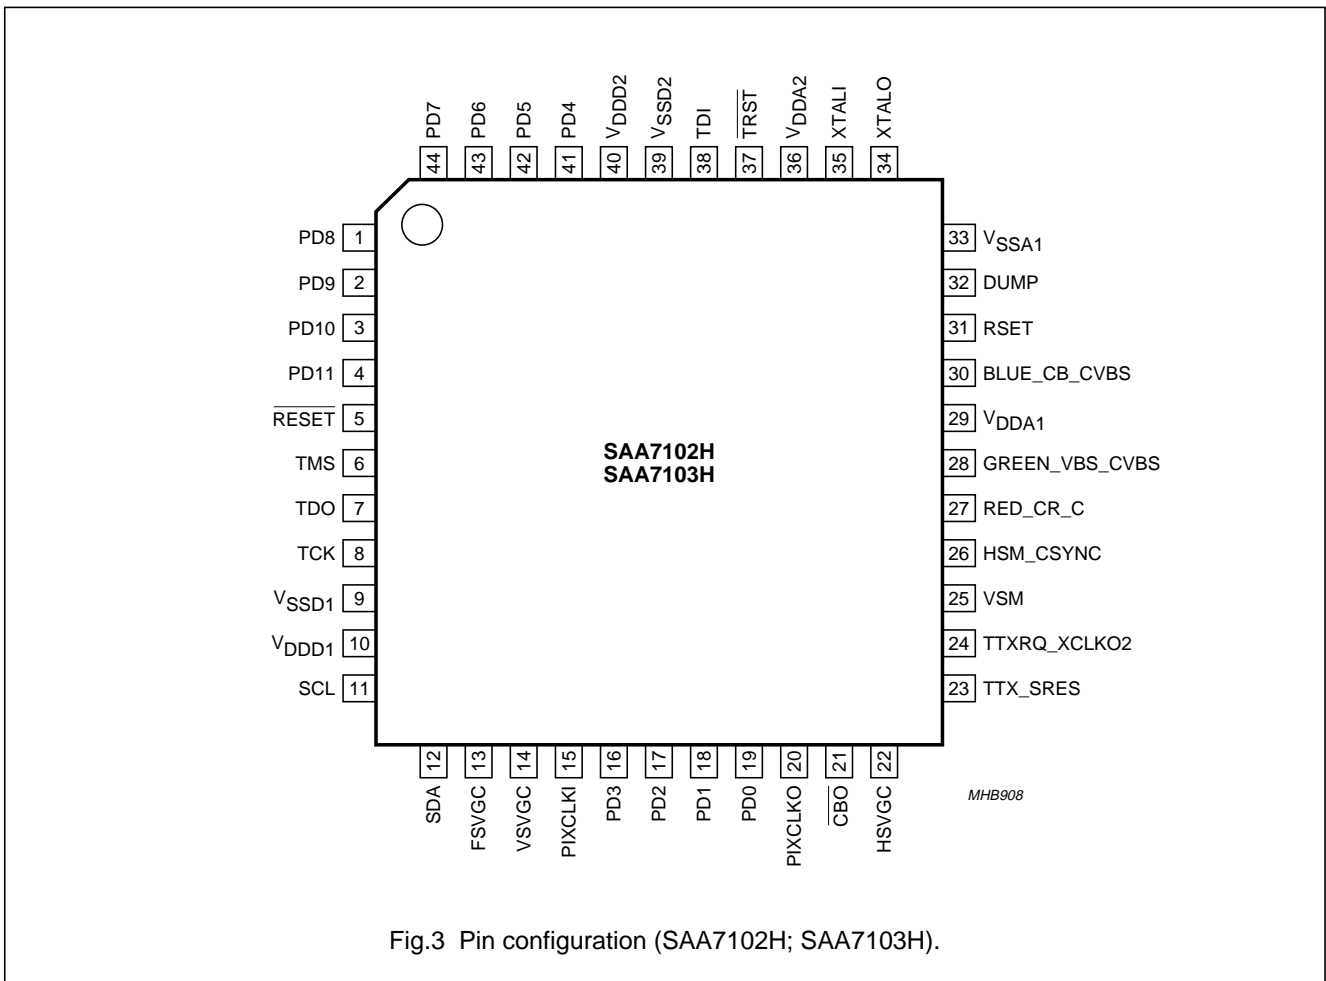 PD7 PD6 PD5 PD4 VDDD2 VSSD2 TDI TRST VDDA2 XTALI XTALO
44 43 42 41 40 39 38 37 36 35 34
PD8 1
PD9 2
PD10 3
PD11 4
RESET 5
TMS 6
TDO 7
TCK 8
VSSD1 9
VDDD1 10
SCL 11
SAA7102H
SAA7103H
33 VSSA1
32 DUMP
31 RSET
30 BLUE_CB_CVBS
29 VDDA1
28 GREEN_VBS_CVBS
27 RED_CR_C
26 HSM_CSYNC
25 VSM
24 TTXRQ_XCLKO2
23 TTX_SRES
12 13 14 15 16 17 18 19 20 21 22
SDA FSVGC VSVGC PIXCLKI PD3 PD2 PD1 PD0 PIXCLKO CBO HSVGC
MHB908
Fig.3 Pin configuration (SAA7102H; SAA7103H).